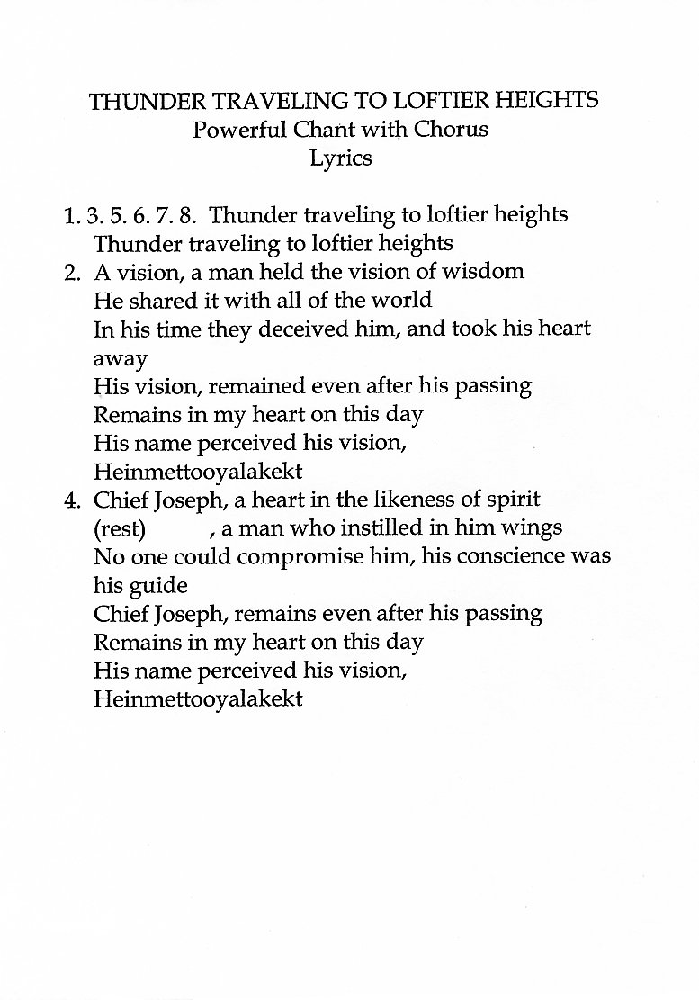 THUNDER TRAVELING TO LOFTIER HEIGHTS
Powerful Chant with Chorus
Lyrics
1. 3. 5. 6. 7. 8.  Thunder traveling to loftier heights
Thunder traveling to loftier heights
2.  A vision, a man held the vision of wisdom
He shared it with all of the world
In his time they deceived him, and took his heart
away
His vision, remained even after his passing
Remains in my heart on this day
His name perceived his vision,
Heinmettooyalakekt
4.  Chief Joseph, a heart in the likeness of spirit
(rest)        , a man who instilled in him wings
No one could compromise him, his conscience was
his guide
Chief Joseph, remains even after his passing
Remains in my heart on this day
His name perceived his vision,
Heinmettooyalakekt